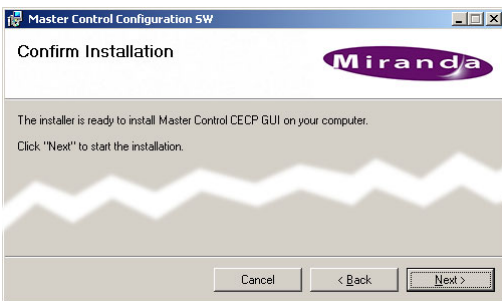 Master Control Configuration SW
Confirm Installation
Miranda
The installer is ready to install Master Control CECP GUI on your computer.
Click "Next" to start the installation.
Cancel
< Back
Next >